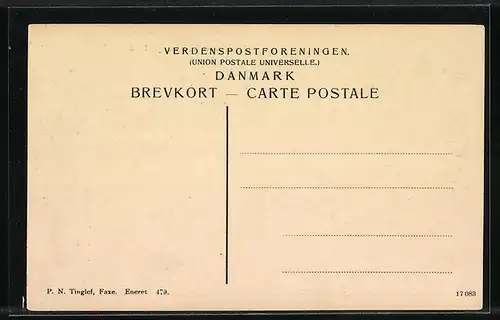 VERDENSPOSTFORENINGEN.
(UNION POSTALE UNIVERSELLE.)
DANMARK
BREVKORT — CARTE POSTALE
P. N. Tinglef, Faxe. Eneret 479.
17083